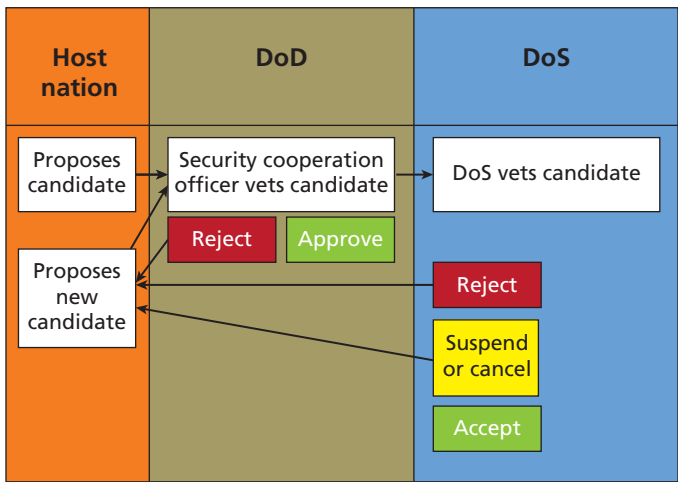 Host
nation
DoD
DoS
Proposes
candidate
Security cooperation
officer vets candidate
DoS vets candidate
Reject
Approve
Proposes
new
candidate
Reject
Suspend
or cancel
Accept